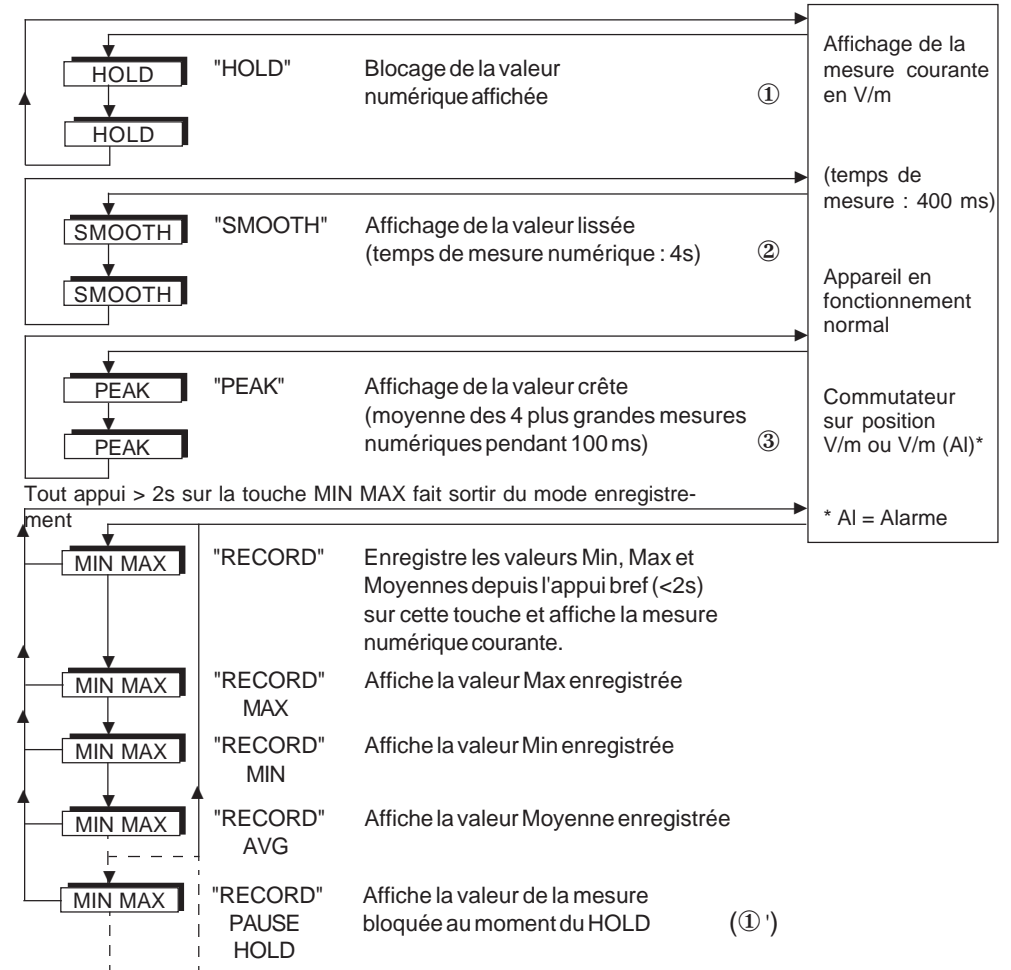 Affichage de la
mesure courante
en V/m
HOLD "HOLD" Blocage de la valeur
numérique affichée ①
HOLD
(temps de
mesure : 400 ms)
SMOOTH "SMOOTH" Affichage de la valeur lissée
(temps de mesure numérique : 4s) ②
SMOOTH
Appareil en
fonctionnement
normal
PEAK "PEAK" Affichage de la valeur crête
(moyenne des 4 plus grandes mesures
numériques pendant 100 ms) ③
PEAK
Commutateur
sur position
V/m ou V/m (Al)*
* Al = Alarme
Tout appui > 2s sur la touche MIN MAX fait sortir du mode enregistre-
ment
MIN MAX "RECORD" Enregistre les valeurs Min, Max et
Moyennes depuis l'appui bref (<2s)
sur cette touche et affiche la mesure
numérique courante.
MIN MAX "RECORD" Affiche la valeur Max enregistrée
MAX
MIN MAX "RECORD" Affiche la valeur Min enregistrée
MIN
MIN MAX "RECORD" Affiche la valeur Moyenne enregistrée
AVG
MIN MAX "RECORD" Affiche la valeur de la mesure
PAUSE bloquée au moment du HOLD (① ')
HOLD